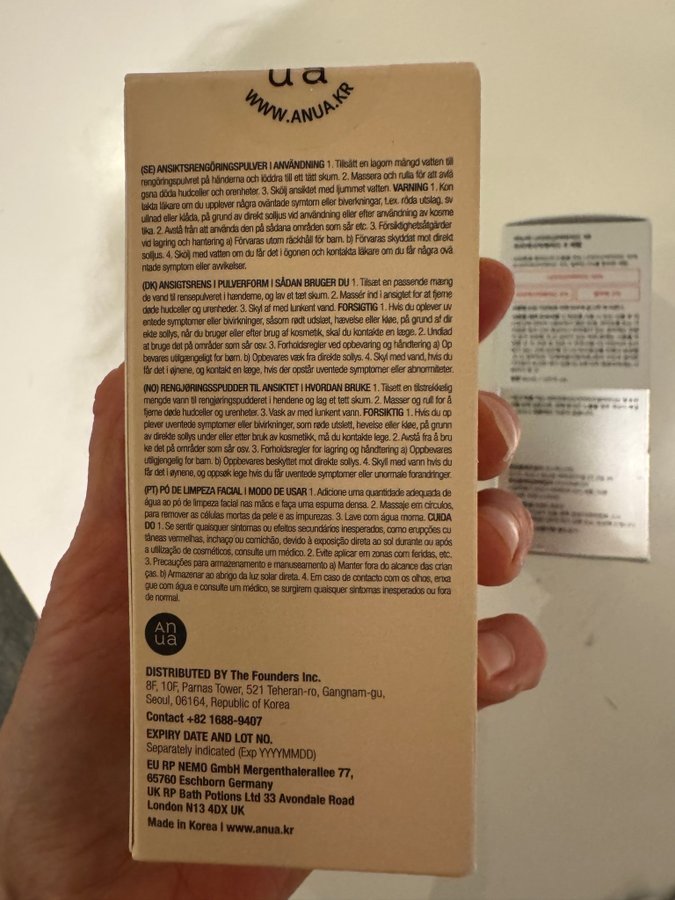 ua
WWW.ANUA.KR
(SE) ANSIKTSRENGÖRINGSPULVER I ANVÄNDNING 1. Tillsätt en lagom mängd vatten till
rengöringspulvret på händerna och löddra till ett tätt skum. 2. Massera och rulla för att avlä
gsna döda hudceller och orenheter. 3. Skölj ansiktet med ljummet vatten. VARNING 1. Kon
takta läkare om du upplever några oväntade symtom eller biverkningar, t.ex. röda utslag, sv
ullnad eller klåda, på grund av direkt solljus vid användning eller efter användning av kosme
tika. 2. Avstå från att använda den på sådana områden som sår etc. 3. Försiktighetsåtgärder
vid lagring och hantering a) Förvaras utom räckhåll för barn. b) Förvaras skyddat mot direkt
solljus. 4. Skölj med vatten om du får det i ögonen och kontakta läkare om du får några ovä
ntade symtom eller avvikelser.
(DK) ANSIGTSRENS I PULVERFORM I SÅDAN BRUGER DU 1. Tilsæt en passende mæng
de vand til rensepulveret i hænderne, og lav et tæt skum. 2. Massér ind i ansigtet for at fjerne
døde hudceller og urenheder. 3. Skyl af med lunkent vand. FORSIGTIG 1. Hvis du oplever uv
entede symptomer eller bivirkninger, såsom rødt udslæt, hævelse eller kløe, på grund af dir
ekte sollys, når du bruger eller efter brug af kosmetik, skal du kontakte en læge. 2. Undlad
at bruge det på områder som sår osv. 3. Forholdsregler ved opbevaring og håndtering a) Op
bevares utilgængeligt for børn. b) Opbevares væk fra direkte sollys. 4. Skyl med vand, hvis du
får det i øjnene, og kontakt en læge, hvis der opstår uventede symptomer eller abnormiteter.
(NO) RENGJØRINGSSPUDDER TIL ANSIKTET I HVORDAN BRUKE 1. Tilsett en tilstrekkelig
mengde vann til rengjøringspudderet i hendene og lag et tett skum. 2. Masser og rull for å
fjerne døde hudceller og urenheter. 3. Vask av med lunkent vann. FORSIKTIG 1. Hvis du op
plever uventede symptomer eller bivirkninger, som røde utslett, hevelse eller kløe, på grunn
av direkte sollys under eller etter bruk av kosmetikk, må du kontakte lege. 2. Avstå fra å bru
ke det på områder som sår osv. 3. Forholdsregler for lagring og håndtering a) Oppbevares
utilgjengelig for barn. b) Oppbevares beskyttet mot direkte sollys. 4. Skyll med vann hvis du
får det i øynene, og oppsøk lege hvis du får uventede symptomer eller unormale forandringer.
(PT) PÓ DE LIMPEZA FACIAL I MODO DE USAR 1. Adicione uma quantidade adequada de
água ao pó de limpeza facial nas mãos e faça uma espuma densa. 2. Massaje em círculos,
para remover as células mortas da pele e as impurezas. 3. Lave com água morna. CUIDA
DO 1. Se sentir quaisquer sintomas ou efeitos secundários inesperados, como erupções cu
tâneas vermelhas, inchaço ou comichão, devido à exposição direta ao sol durante ou após
a utilização de cosméticos, consulte um médico. 2. Evite aplicar em zonas com feridas, etc.
3. Precauções para armazenamento e manuseamento a) Manter fora do alcance das crian
ças. b) Armazenar ao abrigo da luz solar direta. 4. Em caso de contacto com os olhos, enxa
gue com água e consulte um médico, se surgirem quaisquer sintomas inesperados ou fora
de normal.
An
ua
DISTRIBUTED BY The Founders Inc.
8F, 10F, Parnas Tower, 521 Teheran-ro, Gangnam-gu,
Seoul, 06164, Republic of Korea
Contact +82 1688-9407
EXPIRY DATE AND LOT NO.
Separately indicated (Exp YYYYMMDD)
EU RP NEMO GmbH Mergenthalerallee 77,
65760 Eschborn Germany
UK RP Bath Potions Ltd 33 Avondale Road
London N13 4DX UK
Made in Korea | www.anua.kr